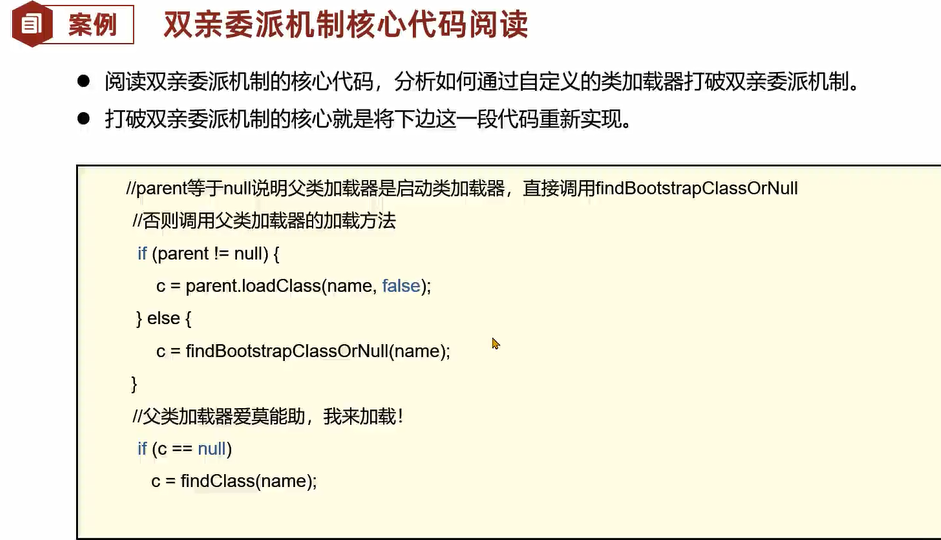 案例
双亲委派机制核心代码阅读
● 阅读双亲委派机制的核心代码，分析如何通过自定义的类加载器打破双亲委派机制。
● 打破双亲委派机制的核心就是将下边这一段代码重新实现。
//parent等于null说明父类加载器是启动类加载器，直接调用findBootstrapClassOrNull
//否则调用父类加载器的加载方法
if (parent != null) {
c = parent.loadClass(name, false);
} else {
c = findBootstrapClassOrNull(name);
}
//父类加载器爱莫能助，我来加载！
if (c == null)
c = findClass(name);